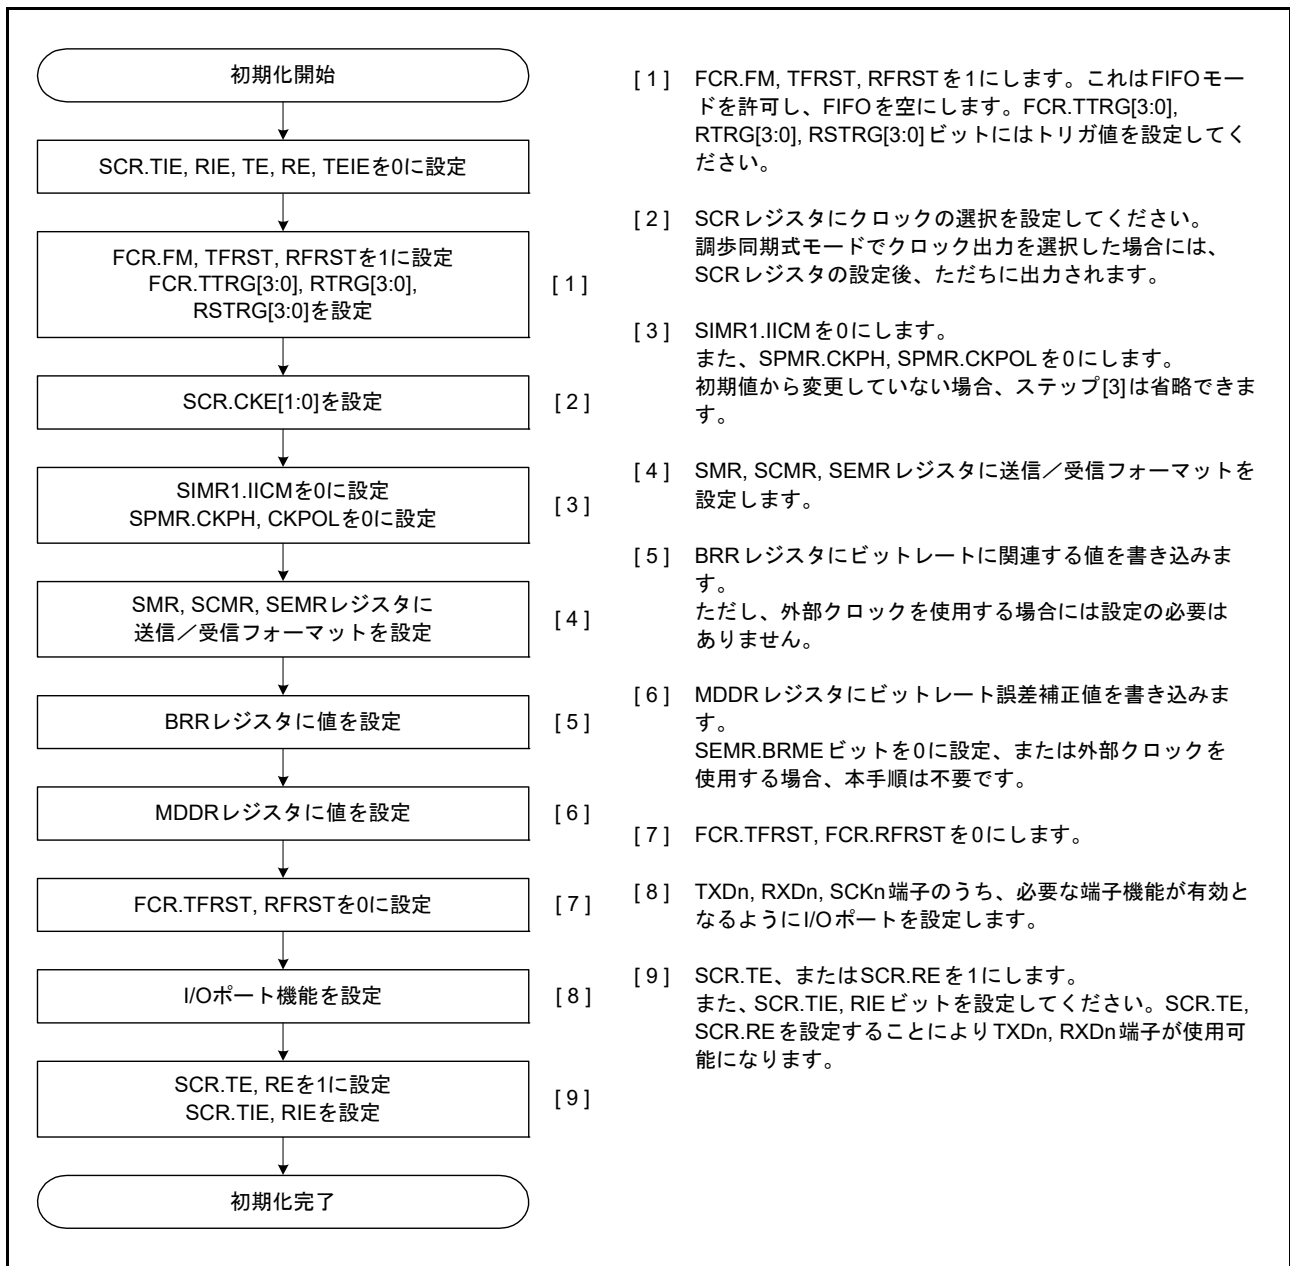 初期化開始
SCR.TIE, RIE, TE, RE, TEIEを0に設定
FCR.FM, TFRST, RFRSTを1に設定
FCR.TTRG[3:0], RTRG[3:0],
RSTRG[3:0]を設定
[ 1 ]
SCR.CKE[1:0]を設定
[ 2 ]
SIMR1.IICMを0に設定
SPMR.CKPH, CKPOLを0に設定
[ 3 ]
SMR, SCMR, SEMRレジスタに
送信／受信フォーマットを設定
[ 4 ]
BRRレジスタに値を設定
[ 5 ]
MDDRレジスタに値を設定
[ 6 ]
FCR.TFRST, RFRSTを0に設定
[ 7 ]
I/Oポート機能を設定
[ 8 ]
SCR.TE, REを1に設定
SCR.TIE, RIEを設定
[ 9 ]
初期化完了
[ 1 ] FCR.FM, TFRST, RFRSTを1にします。これはFIFOモー
ドを許可し、FIFOを空にします。FCR.TTRG[3:0],
RTRG[3:0], RSTRG[3:0]ビットにはトリガ値を設定してく
ださい。
[ 2 ] SCRレジスタにクロックの選択を設定してください。
調歩同期式モードでクロック出力を選択した場合には、
SCRレジスタの設定後、ただちに出力されます。
[ 3 ] SIMR1.IICMを0にします。
また、SPMR.CKPH, SPMR.CKPOLを0にします。
初期値から変更していない場合、ステップ[3]は省略できま
す。
[ 4 ] SMR, SCMR, SEMRレジスタに送信／受信フォーマットを
設定します。
[ 5 ] BRRレジスタにビットレートに関連する値を書き込みま
す。
ただし、外部クロックを使用する場合には設定の必要は
ありません。
[ 6 ] MDDRレジスタにビットレート誤差補正値を書き込みま
す。
SEMR.BRMEビットを0に設定、または外部クロックを
使用する場合、本手順は不要です。
[ 7 ] FCR.TFRST, FCR.RFRSTを0にします。
[ 8 ] TXDn, RXDn, SCKn端子のうち、必要な端子機能が有効と
なるようにI/Oポートを設定します。
[ 9 ] SCR.TE、またはSCR.REを1にします。
また、SCR.TIE, RIEビットを設定してください。SCR.TE,
SCR.REを設定することによりTXDn, RXDn端子が使用可
能になります。